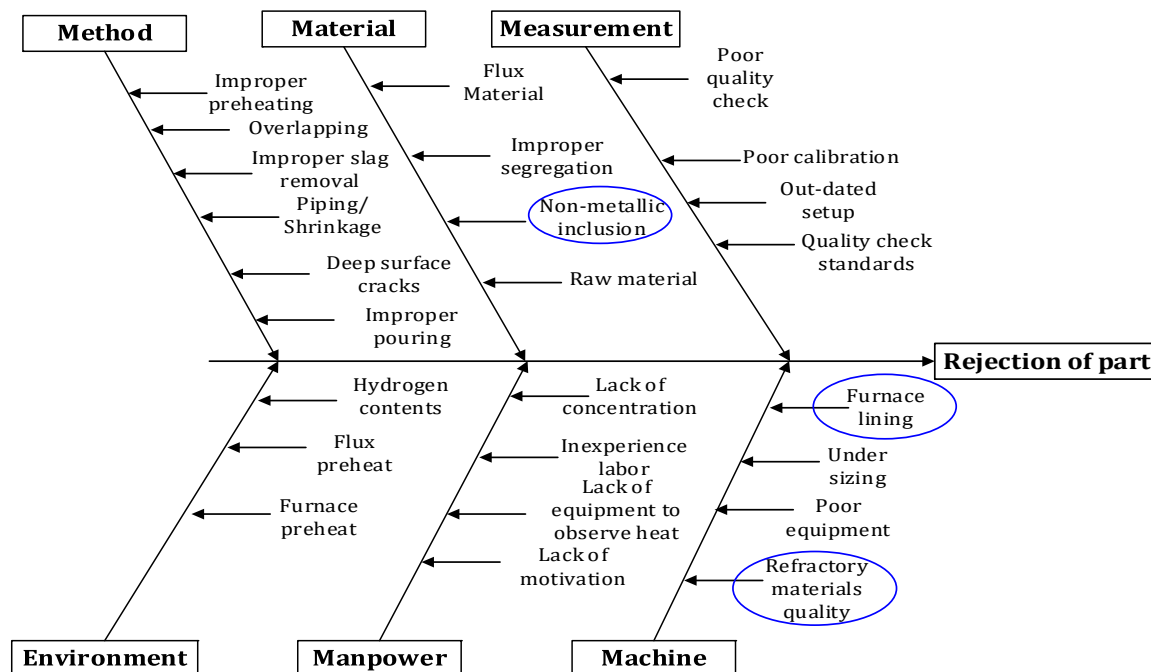 Method
Material
Measurement
Improper
preheating
Overlapping
Improper slag
removal
Piping/
Shrinkage
Deep surface
cracks
Improper
pouring
Flux
Material
Improper
segregation
Non-metallic
inclusion
Raw material
Poor
quality
check
Poor calibration
Out-dated
setup
Quality check
standards
Rejection of part
Hydrogen
contents
Flux
preheat
Furnace
preheat
Lack of
concentration
Inexperience
labor
Lack of
equipment to
observe heat
Lack of
motivation
Furnace
lining
Under
sizing
Poor
equipment
Refractory
materials
quality
Environment
Manpower
Machine